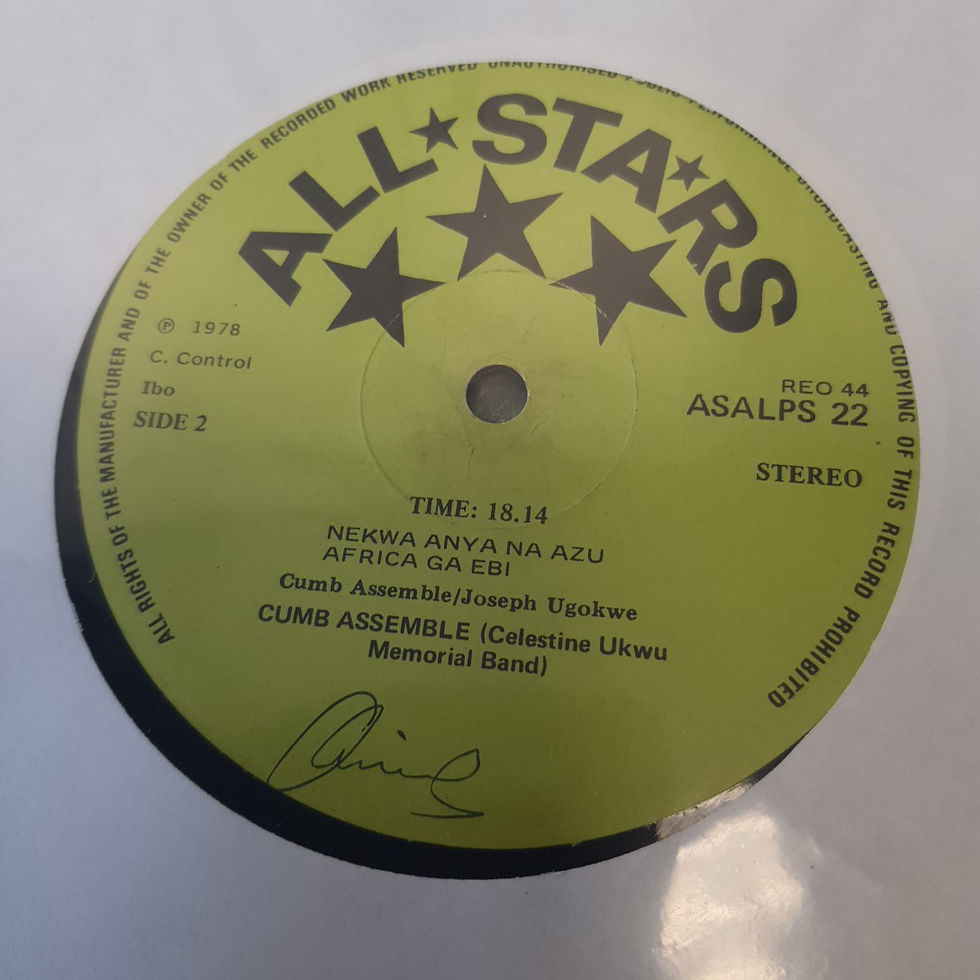 ALL RIGHTS OF THE MANUFACTURER AND OF THE OWNER OF THE RECORDED WORK RESERVED UNAUTHORISED PUBLIC PERFORMANCE BROADCASTING AND COPYING OF THIS RECORD PROHIBITED
ALL★STA★RS
℗ 1978
C. Control
Ibo
SIDE 2
REO 44
ASALPS 22
STEREO
TIME: 18.14
NEKWA ANYA NA AZU
AFRICA GA EBI
Cumb Assemble/Joseph Ugokwe
CUMB ASSEMBLE (Celestine Ukwu
Memorial Band)